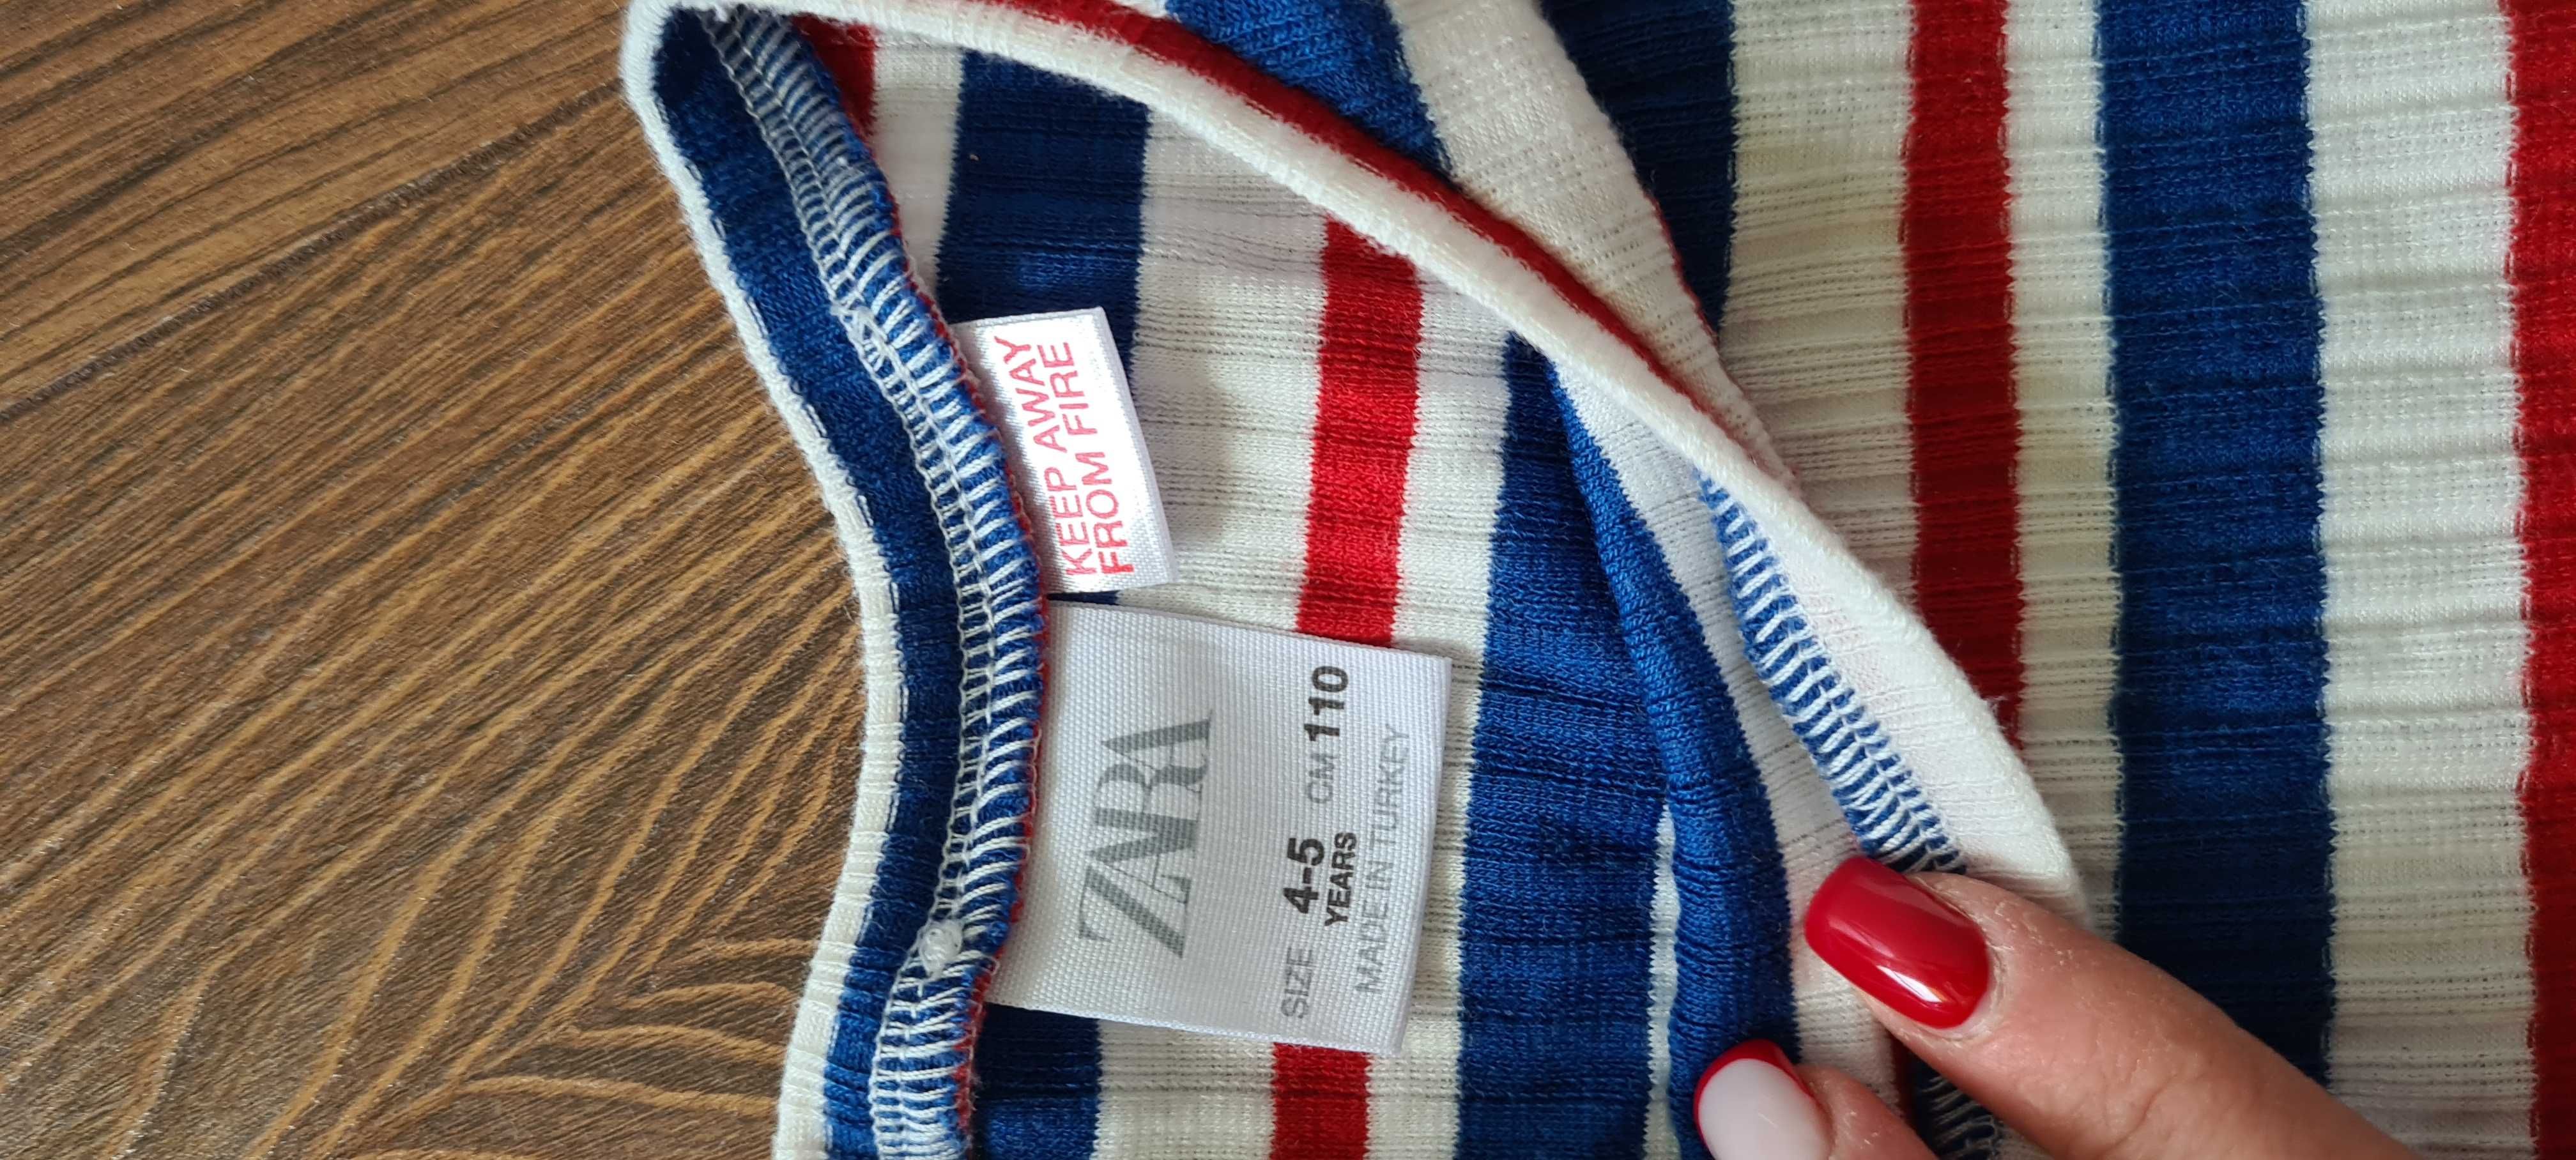 KEEP AWAY
FROM FIRE
ZARA
SIZE 4-5 CM 110
YEARS
MADE IN TURKEY